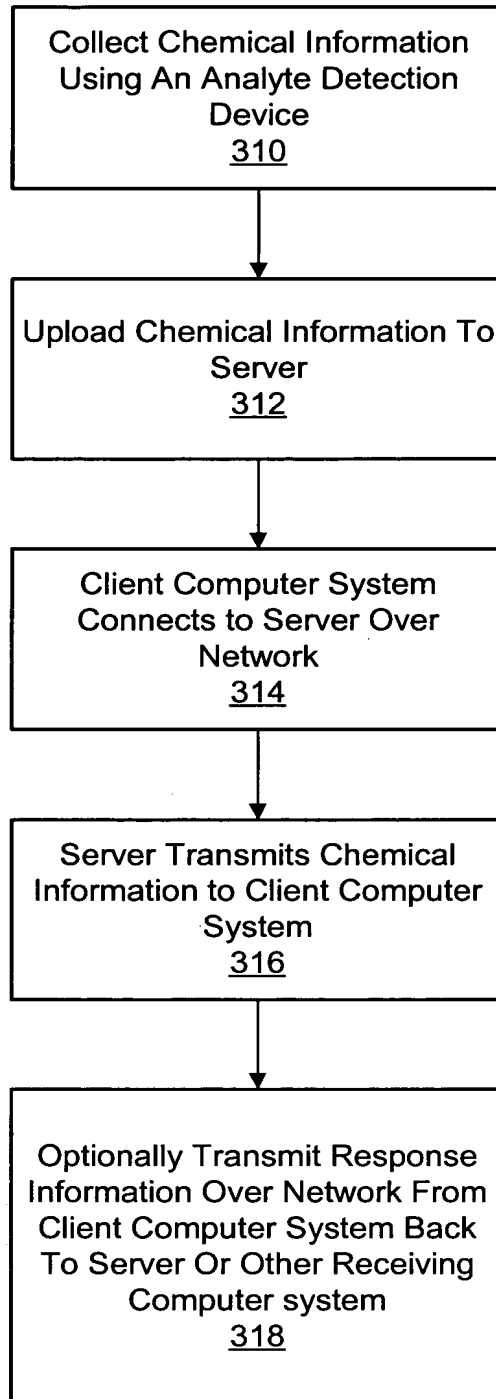 Collect Chemical Information
Using An Analyte Detection
Device
310
Upload Chemical Information To
Server
312
Client Computer System
Connects to Server Over
Network
314
Server Transmits Chemical
Information to Client Computer
System
316
Optionally Transmit Response
Information Over Network From
Client Computer System Back
To Server Or Other Receiving
Computer system
318